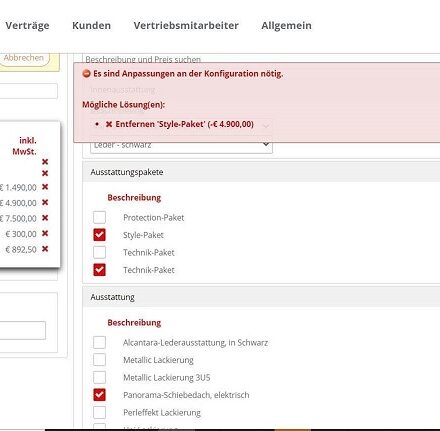 Verträge Kunden Vertriebsmitarbeiter Allgemein
Abbrechen
Beschreibung und Preis suchen
Es sind Anpassungen an der Konfiguration nötig.
Innenausstattung
Mögliche Lösung(en):
Entfernen 'Style-Paket' (-€ 4.900,00)
Leder - schwarz
inkl.
MwSt.
€ 1.490,00
€ 4.900,00
€ 7.500,00
€ 300,00
€ 892,50
Ausstattungspakete
Beschreibung
Protection-Paket
Style-Paket
Technik-Paket
Technik-Paket
Ausstattung
Beschreibung
Alcantara-Lederausstattung, in Schwarz
Metallic Lackierung
Metallic Lackierung 3U5
Panorama-Schiebedach, elektrisch
Perleffekt Lackierung